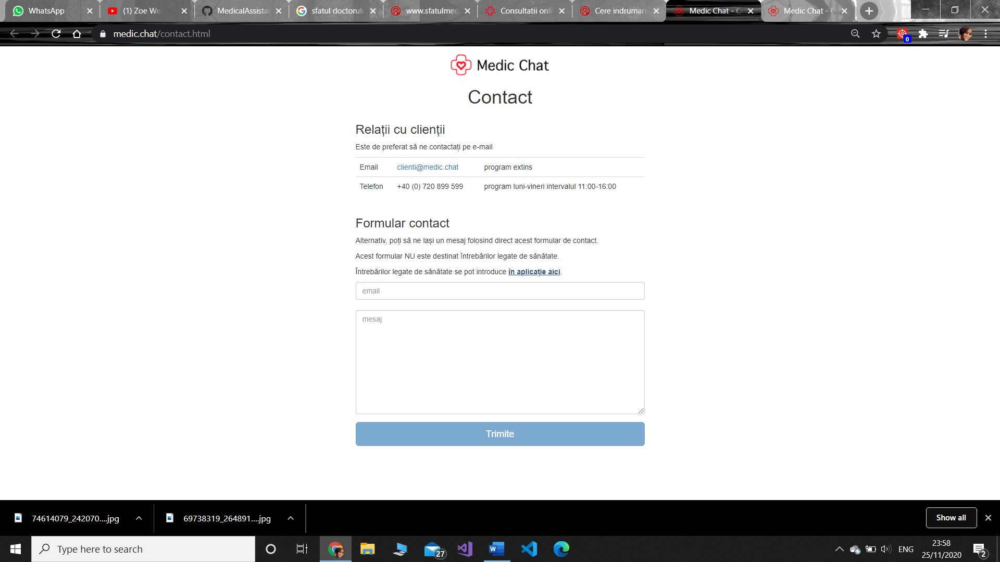 WhatsApp
(1) Zoe We
MedicalAssista
sfatul doctorulu
www.sfatulmed
Consultatii onli
Cere indrumare
Medic Chat - C
Medic Chat - C
medic.chat/contact.html
0
Medic Chat
Contact
Relații cu clienții
Este de preferat să ne contactați pe e-mail
Email clienti@medic.chat program extins
Telefon +40 (0) 720 899 599 program luni-vineri intervalul 11:00-16:00
Formular contact
Alternativ, poți să ne lași un mesaj folosind direct acest formular de contact.
Acest formular NU este destinat întrebărilor legate de sănătate.
Întrebărilor legate de sănătate se pot introduce în aplicație aici.
email
mesaj
Trimite
74614079_242070....jpg
69738319_264891....jpg
Show all
Type here to search
27
ENG
23:58
25/11/2020
2